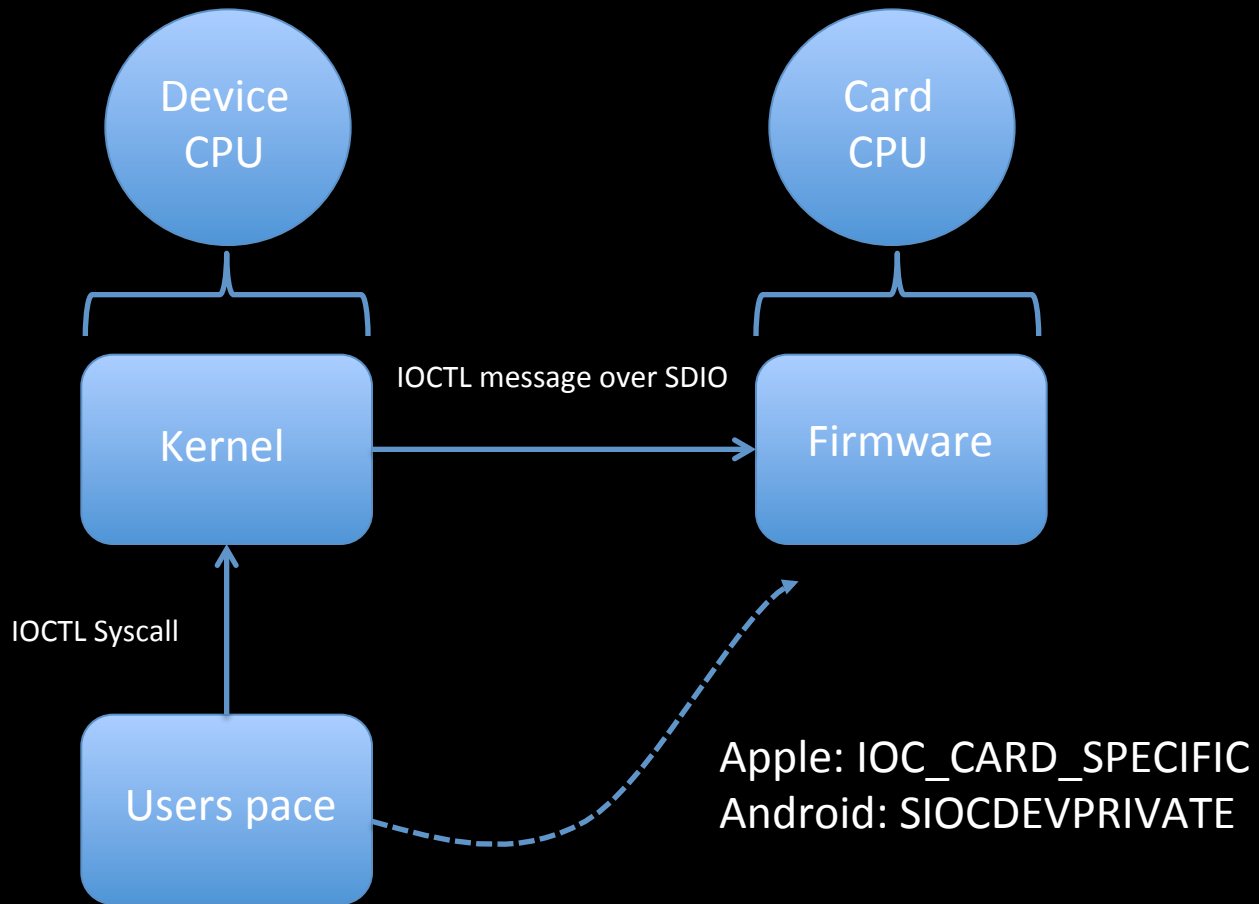 Device
CPU
Card
CPU
IOCTL message over SDIO
Kernel
Firmware
IOCTL Syscall
Users pace
Apple: IOC_CARD_SPECIFIC
Android: SIOCDEVPRIVATE